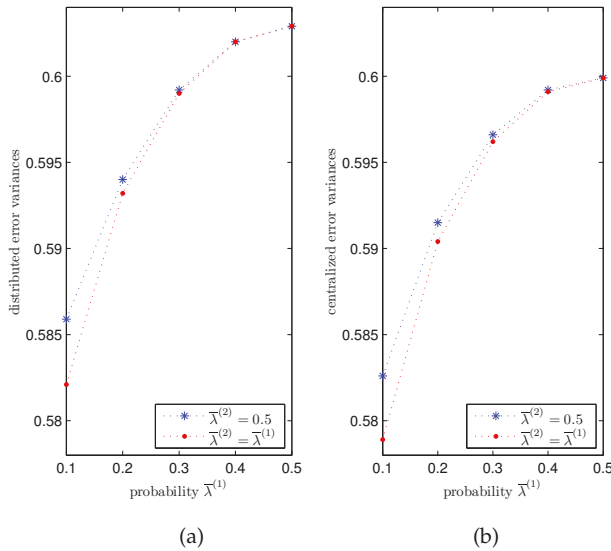 0.6
0.595
0.59
0.585
0.58
distributed error variances
0.1 0.2 0.3 0.4 0.5
probability λ̅⁽¹⁾
λ̅⁽²⁾ = 0.5
λ̅⁽²⁾ = λ̅⁽¹⁾
(a)
0.6
0.595
0.59
0.585
0.58
centralized error variances
0.1 0.2 0.3 0.4 0.5
probability λ̅⁽¹⁾
λ̅⁽²⁾ = 0.5
λ̅⁽²⁾ = λ̅⁽¹⁾
(b)